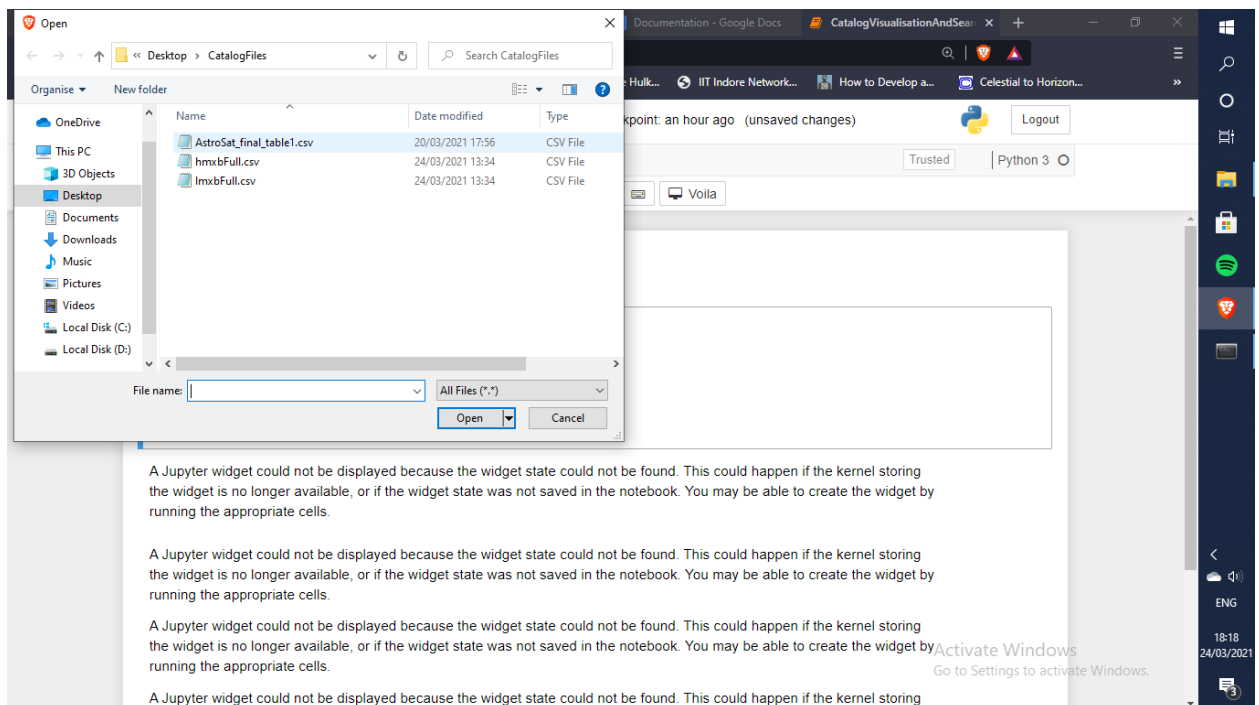 Open
Documentation - Google Docs
CatalogVisualisationAndSear
« Desktop › CatalogFiles
Search CatalogFiles
Hulk...
IIT Indore Network...
How to Develop a...
Celestial to Horizon...
»
Organise
New folder
Name
Date modified
Type
kpoint: an hour ago (unsaved changes)
Logout
OneDrive
This PC
3D Objects
Desktop
Documents
Downloads
Music
Pictures
Videos
Local Disk (C:)
Local Disk (D:)
AstroSat_final_table1.csv 20/03/2021 17:56 CSV File
hmxbFull.csv 24/03/2021 13:34 CSV File
lmxbFull.csv 24/03/2021 13:34 CSV File
Trusted
Python 3
Voila
File name:
All Files (*.*)
Open
Cancel
A Jupyter widget could not be displayed because the widget state could not be found. This could happen if the kernel storing
the widget is no longer available, or if the widget state was not saved in the notebook. You may be able to create the widget by
running the appropriate cells.
A Jupyter widget could not be displayed because the widget state could not be found. This could happen if the kernel storing
the widget is no longer available, or if the widget state was not saved in the notebook. You may be able to create the widget by
running the appropriate cells.
A Jupyter widget could not be displayed because the widget state could not be found. This could happen if the kernel storing
the widget is no longer available, or if the widget state was not saved in the notebook. You may be able to create the widget by
running the appropriate cells.
A Jupyter widget could not be displayed because the widget state could not be found. This could happen if the kernel storing
Activate Windows
Go to Settings to activate Windows.
ENG
18:18
24/03/2021
3